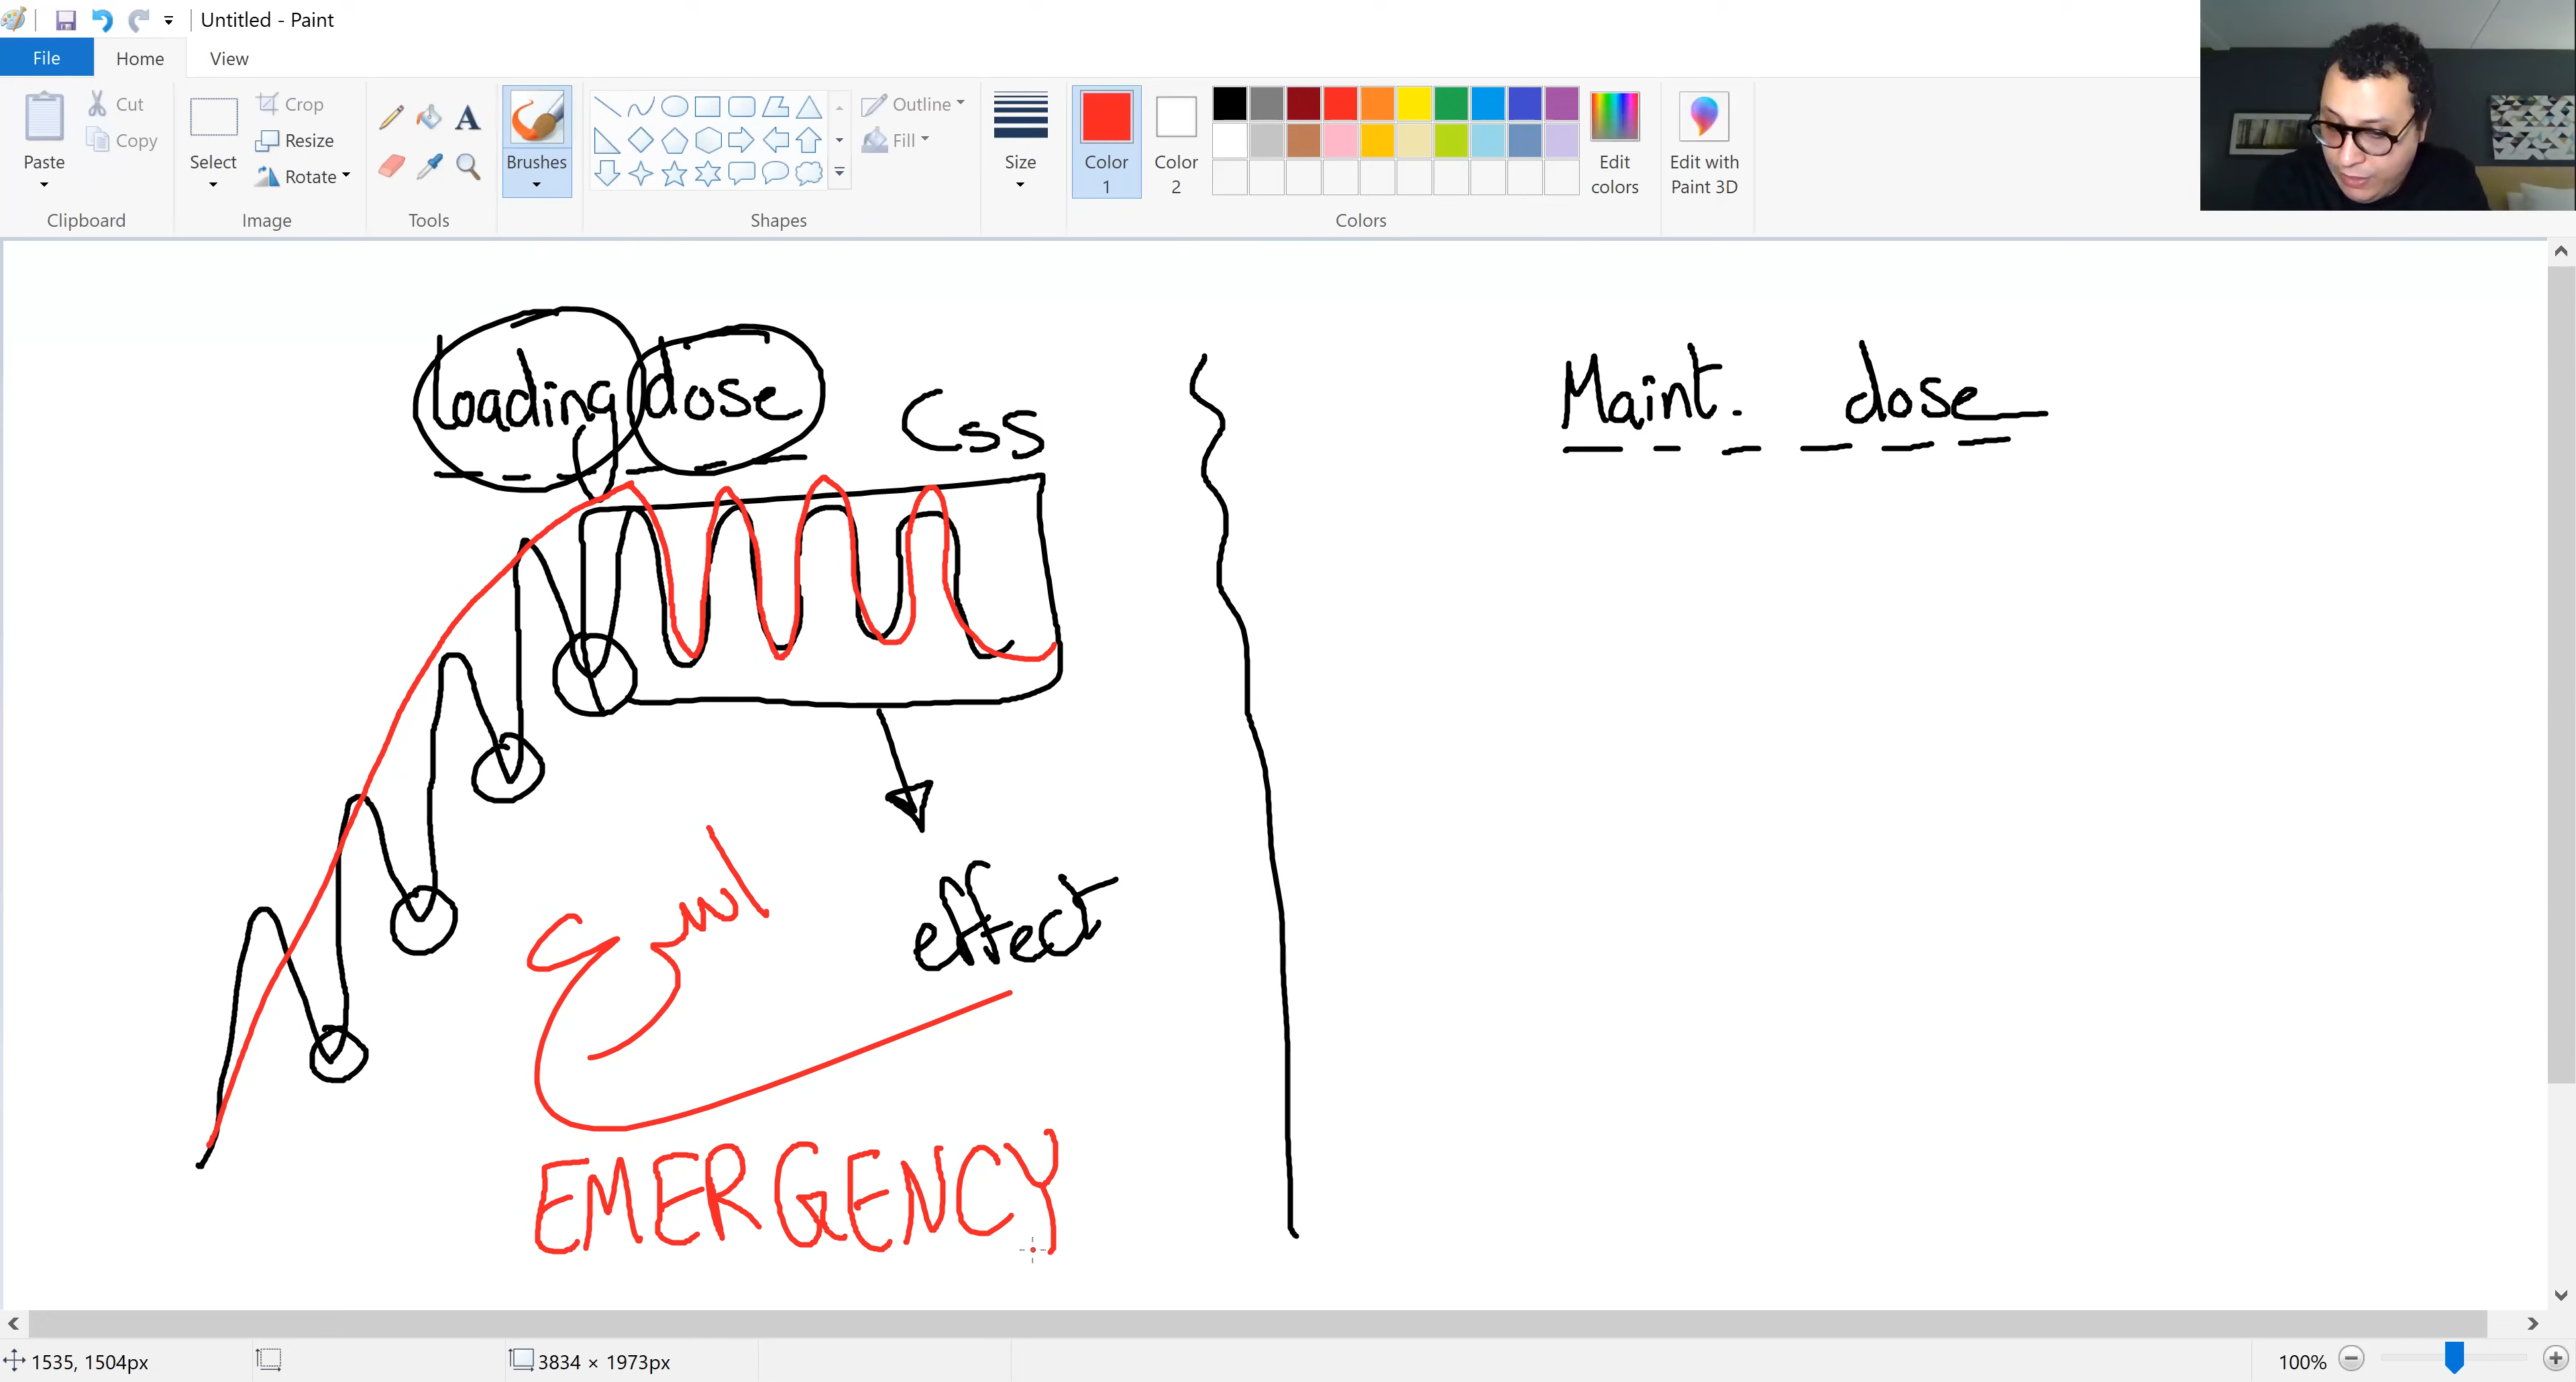 Untitled - Paint
File Home View
Paste
Cut
Copy
Clipboard
Select
Crop
Resize
Rotate
Image
Tools
Brushes
Shapes
Outline
Fill
Size
Color 1
Color 2
Colors
Edit colors
Edit with Paint 3D
loading dose
Css
effect
EMERGENCY
Maint. dose
1535, 1504px
3834 × 1973px
100%